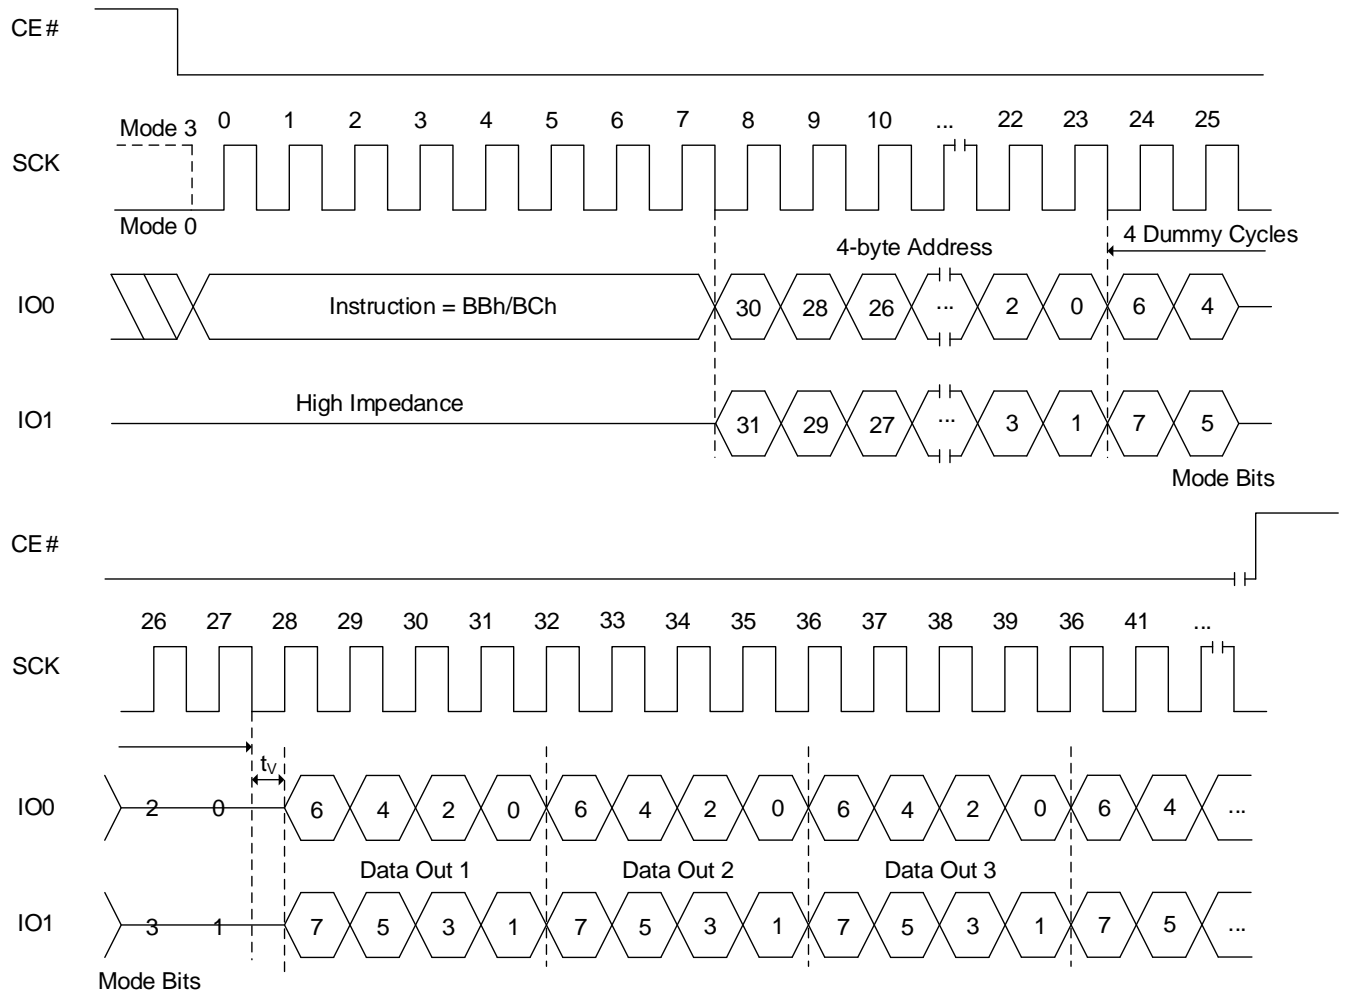 CE#
Mode 3 0 1 2 3 4 5 6 7 8 9 10 ... 22 23 24 25
SCK
Mode 0
4-byte Address
4 Dummy Cycles
IO0 Instruction = BBh/BCh 30 28 26 ... 2 0 6 4
High Impedance
IO1 31 29 27 ... 3 1 7 5
Mode Bits
CE#
26 27 28 29 30 31 32 33 34 35 36 37 38 39 36 41 ...
SCK
tV
IO0 2 0 6 4 2 0 6 4 2 0 6 4 2 0 6 4 ...
Data Out 1 Data Out 2 Data Out 3
IO1 3 1 7 5 3 1 7 5 3 1 7 5 3 1 7 5 ...
Mode Bits